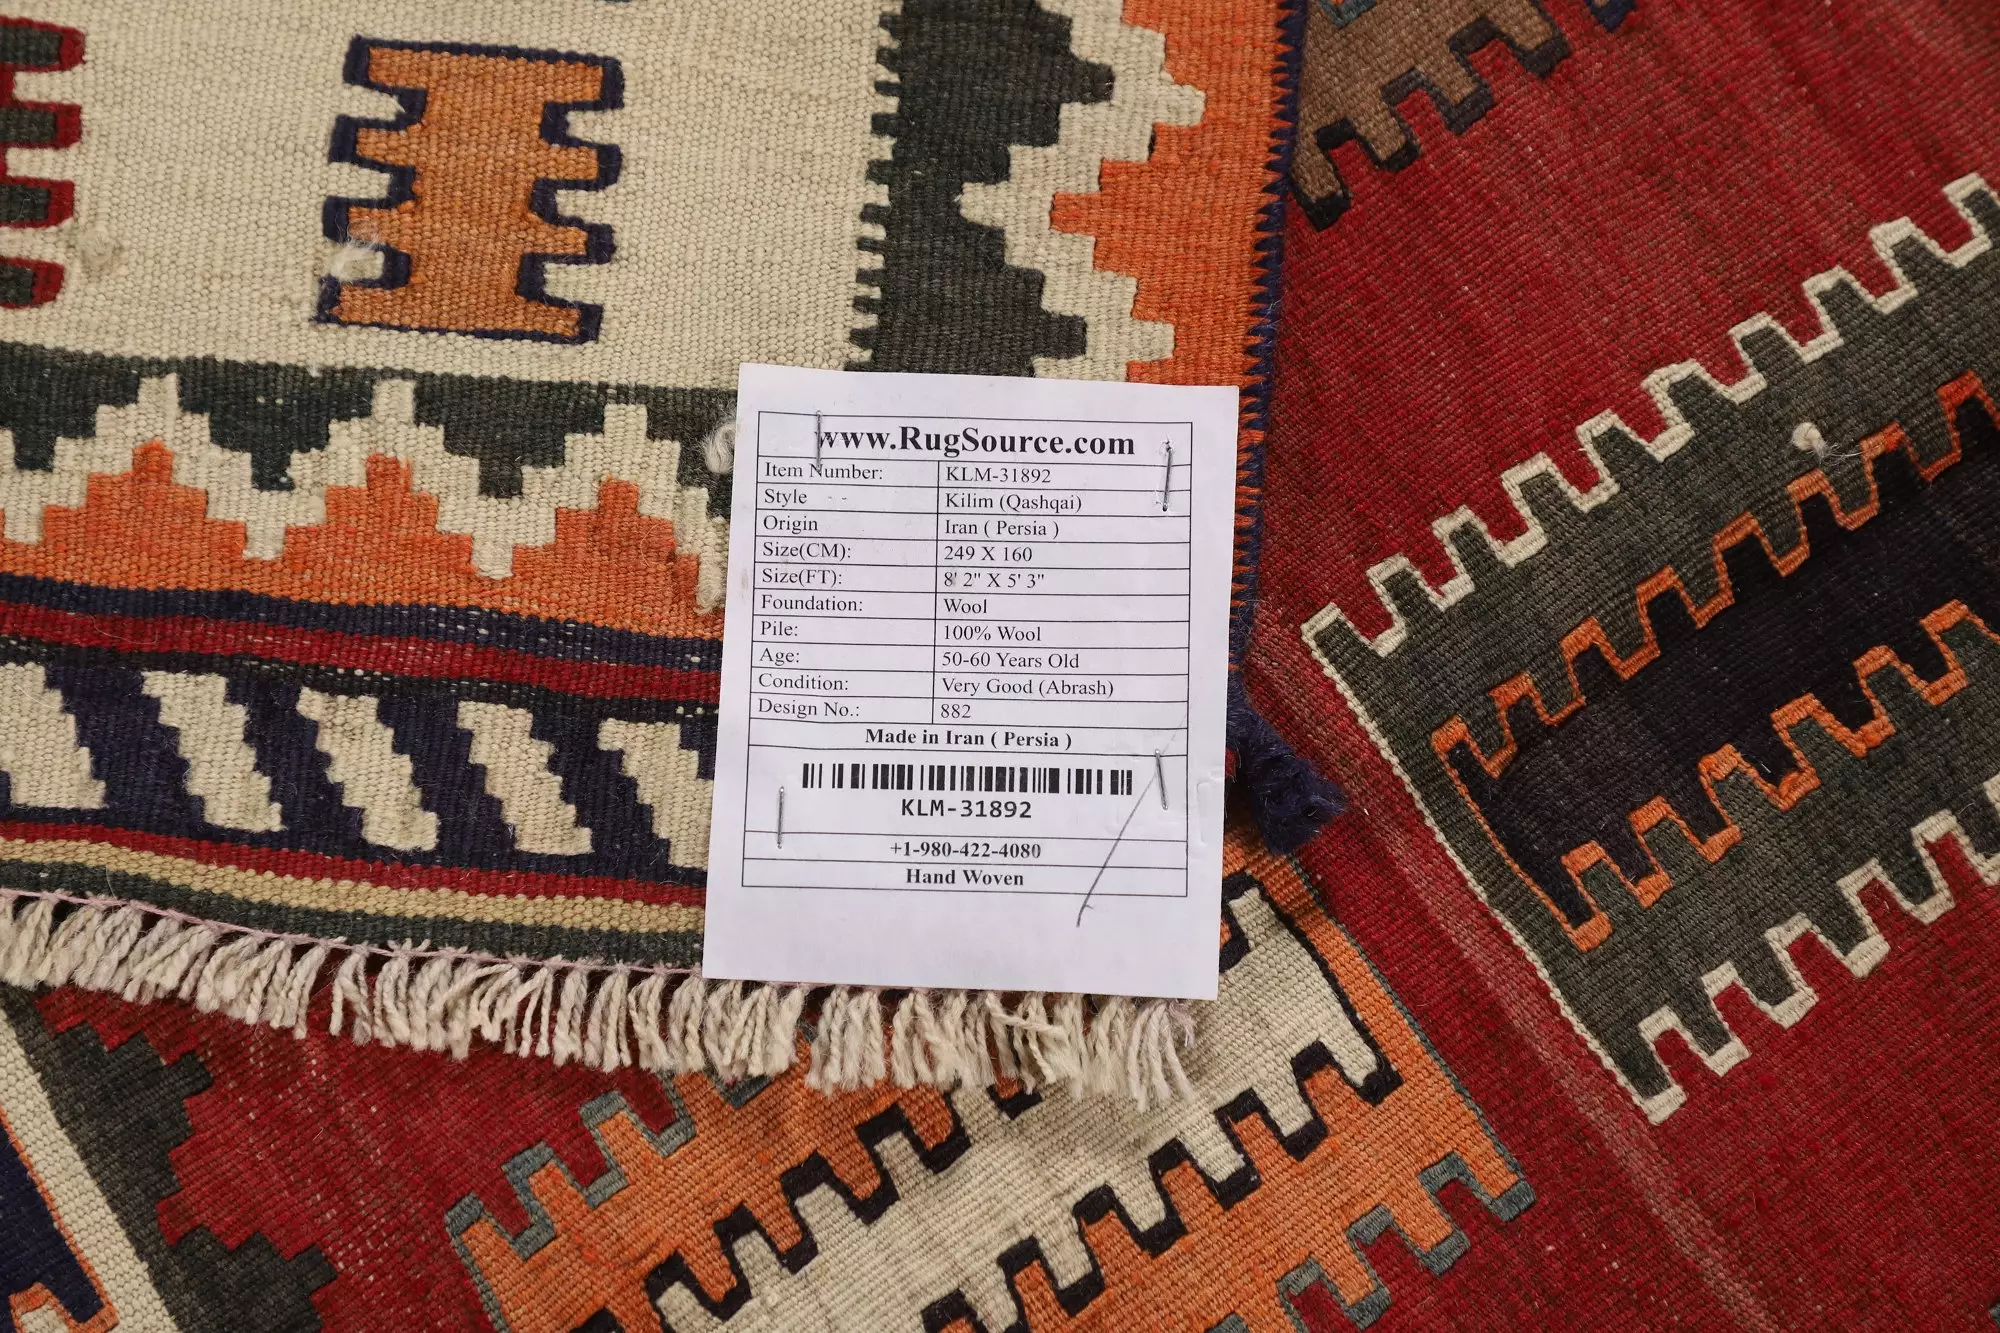 www.RugSource.com
Item Number: KLM-31892
Style -- Kilim (Qashqai)
Origin Iran ( Persia )
Size(CM): 249 X 160
Size(FT): 8' 2" X 5' 3"
Foundation: Wool
Pile: 100% Wool
Age: 50-60 Years Old
Condition: Very Good (Abrash)
Design No.: 882
Made in Iran ( Persia )
KLM-31892
+1-980-422-4080
Hand Woven